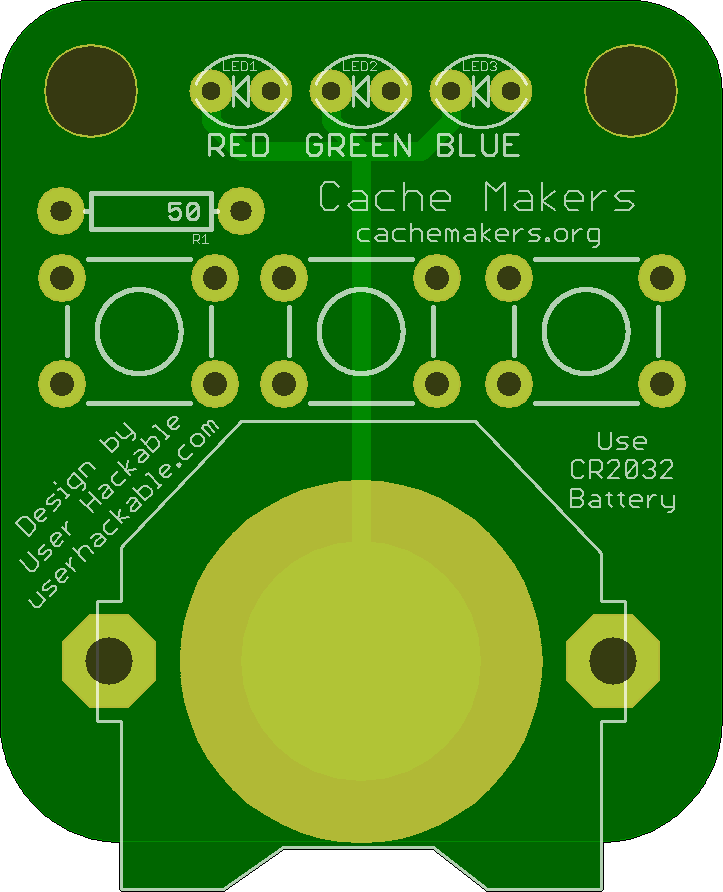 LED1 LED2 LED3
RED GREEN BLUE
Cache Makers
50
R1
cachemakers.org
Design by
User Hackable
userhackable.com
Use
CR2032
Battery